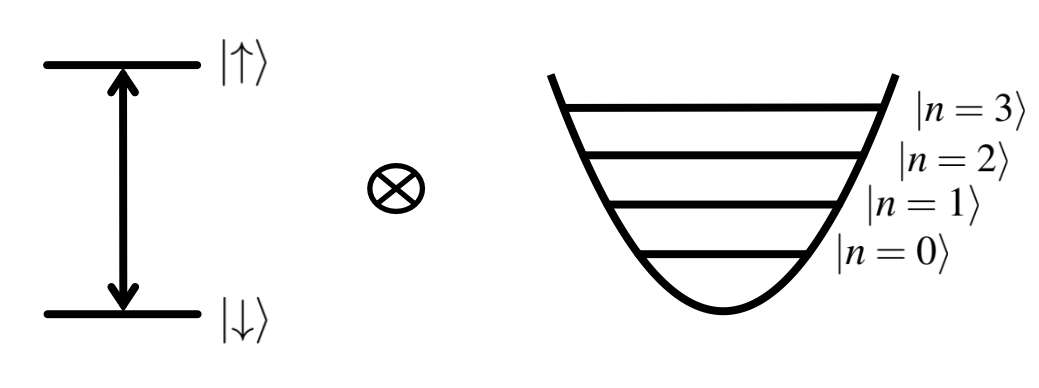 |↑⟩
|↓⟩
⊗
|n = 3⟩
|n = 2⟩
|n = 1⟩
|n = 0⟩